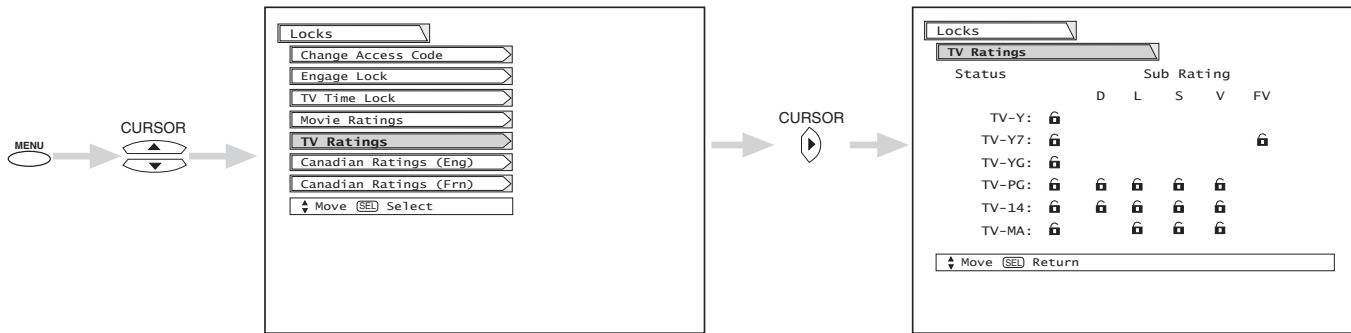 MENU
CURSOR
Locks
Change Access Code
Engage Lock
TV Time Lock
Movie Ratings
TV Ratings
Canadian Ratings (Eng)
Canadian Ratings (Frn)
Move SEL Select
CURSOR
Locks
TV Ratings
Status Sub Rating
D L S V FV
TV-Y:
TV-Y7:
TV-YG:
TV-PG:
TV-14:
TV-MA:
Move SEL Return